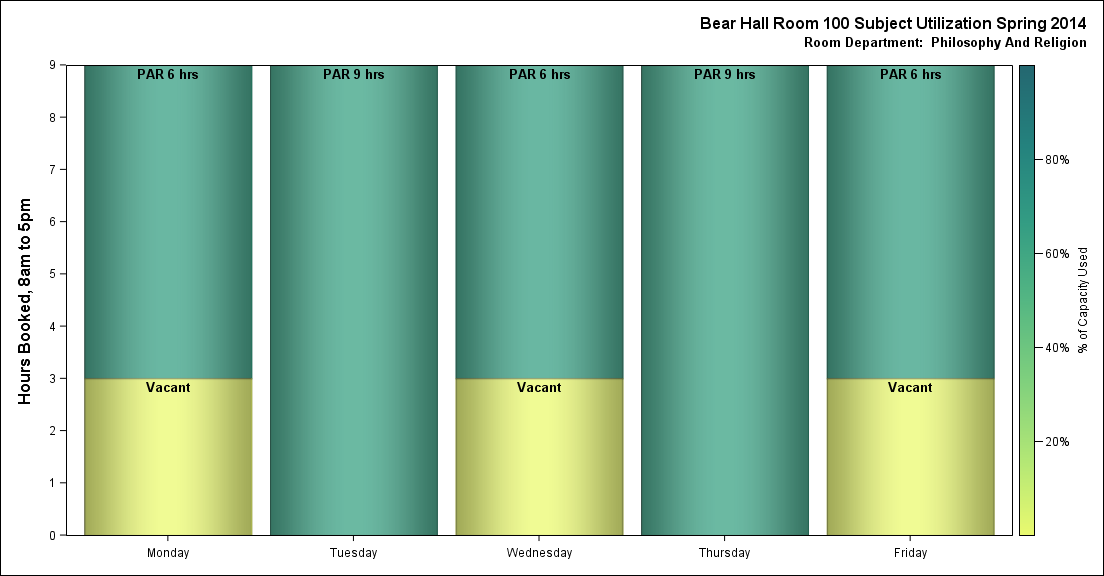 Bear Hall Room 100 Subject Utilization Spring 2014
Room Department:  Philosophy And Religion
Hours Booked, 8am to 5pm
9
8
7
6
5
4
3
2
1
0
PAR 6 hrs
PAR 9 hrs
PAR 6 hrs
PAR 9 hrs
PAR 6 hrs
Vacant
Vacant
Vacant
Monday
Tuesday
Wednesday
Thursday
Friday
80%
60%
40%
20%
% of Capacity Used